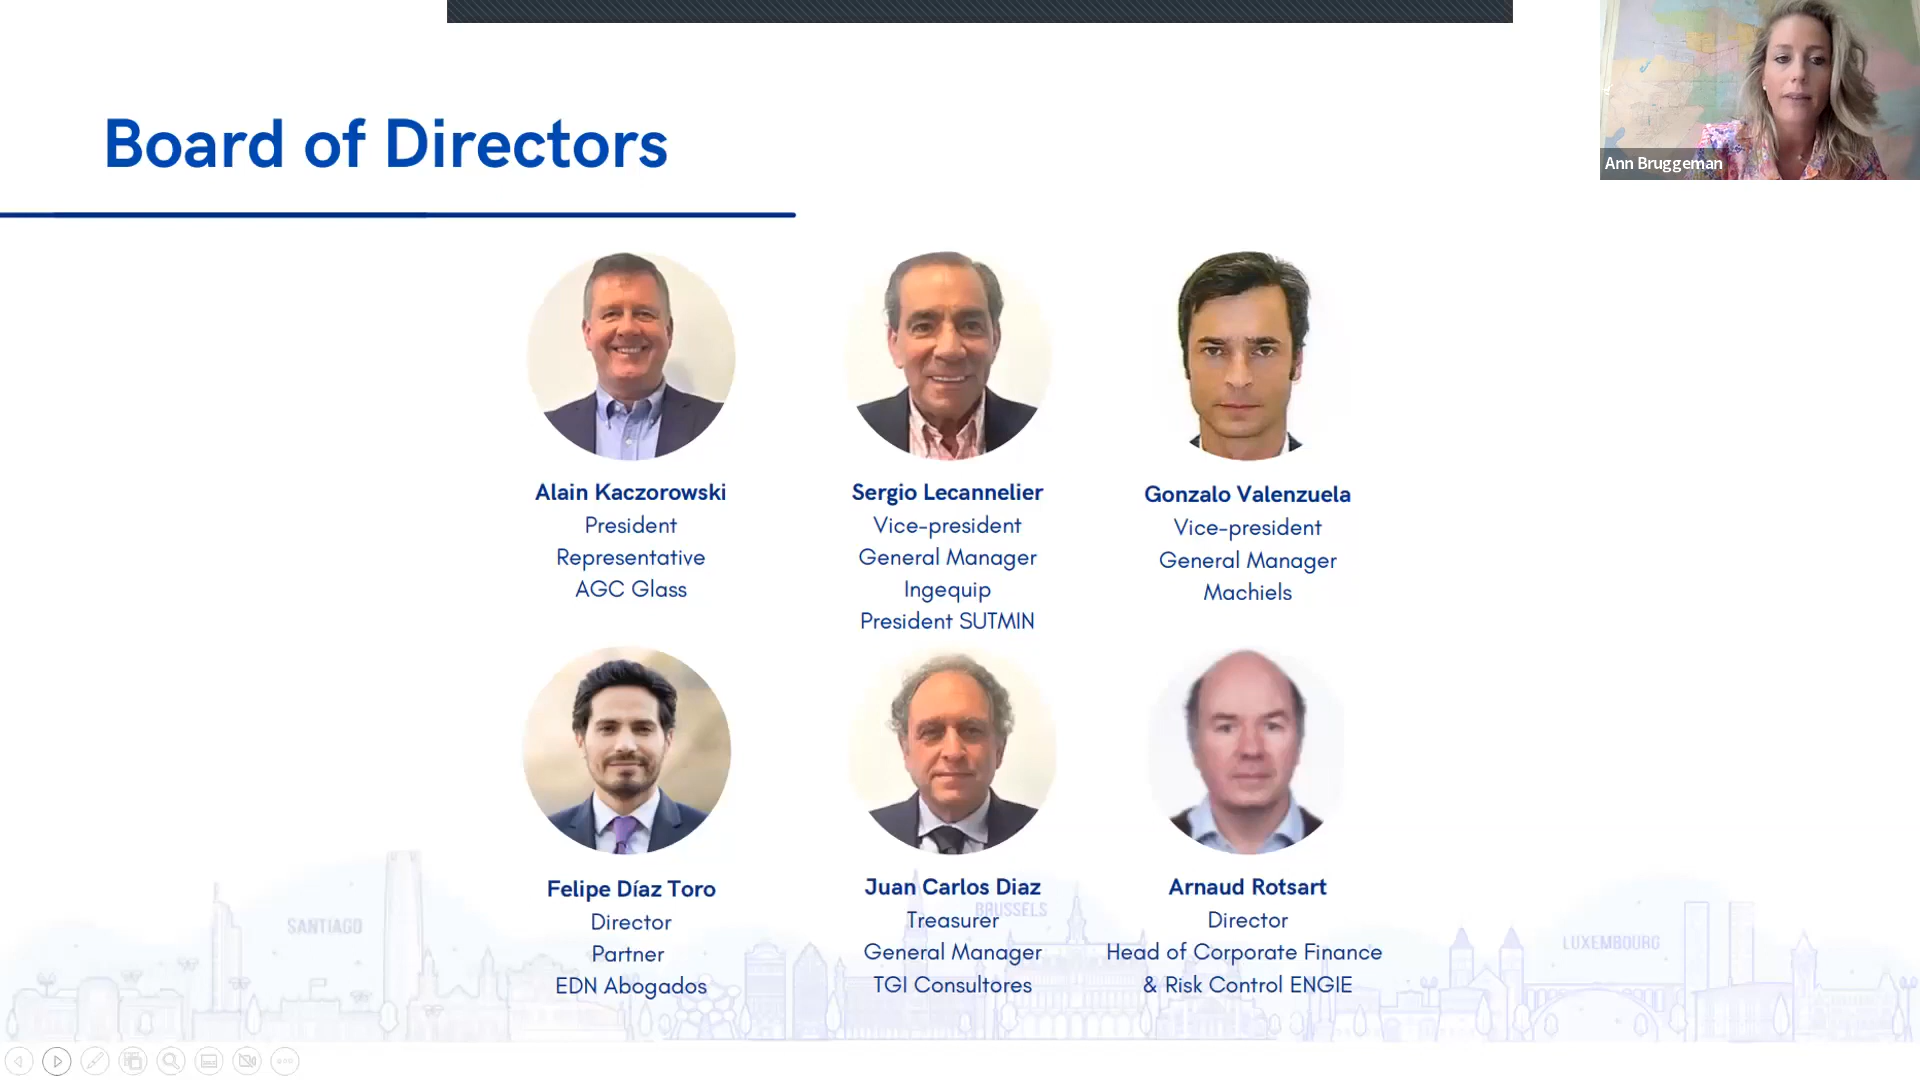 Board of Directors
Ann Bruggeman
Alain Kaczorowski
President
Representative
AGC Glass
Sergio Lecannelier
Vice-president
General Manager
Ingequip
President SUTMIN
Gonzalo Valenzuela
Vice-president
General Manager
Machiels
Felipe Díaz Toro
Director
Partner
EDN Abogados
Juan Carlos Diaz
Treasurer
General Manager
TGI Consultores
Arnaud Rotsart
Director
Head of Corporate Finance
& Risk Control ENGIE
SANTIAGO
BRUSSELS
LUXEMBOURG